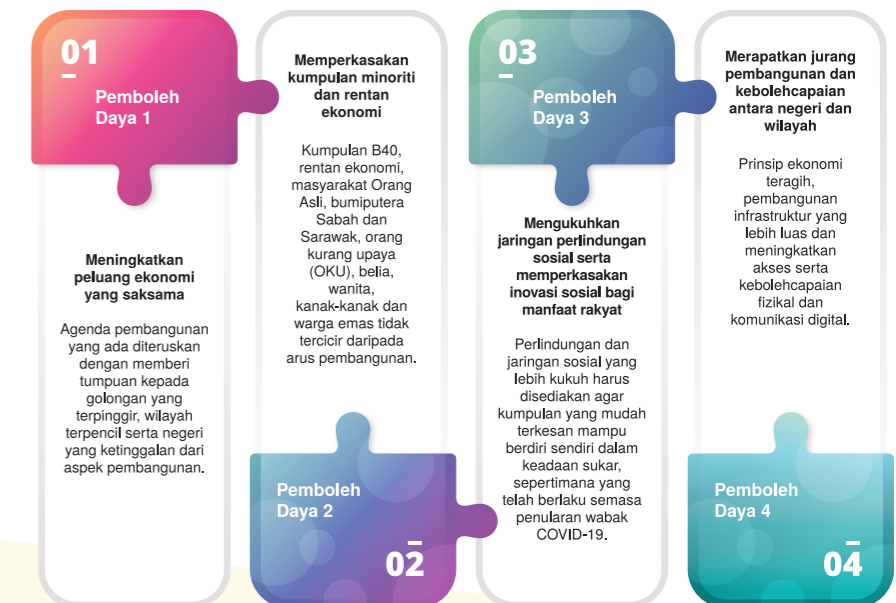 01
Pemboleh
Daya 1
Meningkatkan
peluang ekonomi
yang saksama
Agenda pembangunan
yang ada diteruskan
dengan memberi
tumpuan kepada
golongan yang
terpinggir, wilayah
terpencil serta negeri
yang ketinggalan dari
aspek pembangunan.
Memperkasakan
kumpulan minoriti
dan rentan
ekonomi
Kumpulan B40,
rentan ekonomi,
masyarakat Orang
Asli, bumiputera
Sabah dan
Sarawak, orang
kurang upaya
(OKU), belia,
wanita,
kanak-kanak dan
warga emas tidak
tercicir daripada
arus pembangunan.
Pemboleh
Daya 2
02
03
Pemboleh
Daya 3
Mengukuhkan
jaringan perlindungan
sosial serta
memperkasakan
inovasi sosial bagi
manfaat rakyat
Perlindungan dan
jaringan sosial yang
lebih kukuh harus
disediakan agar
kumpulan yang mudah
terkesan mampu
berdiri sendiri dalam
keadaan sukar,
sepertimana yang
telah berlaku semasa
penularan wabak
COVID-19.
Merapatkan jurang
pembangunan dan
kebolehcapaian
antara negeri dan
wilayah
Prinsip ekonomi
teragih,
pembangunan
infrastruktur yang
lebih luas dan
meningkatkan
akses serta
kebolehcapaian
fizikal dan
komunikasi digital.
Pemboleh
Daya 4
04